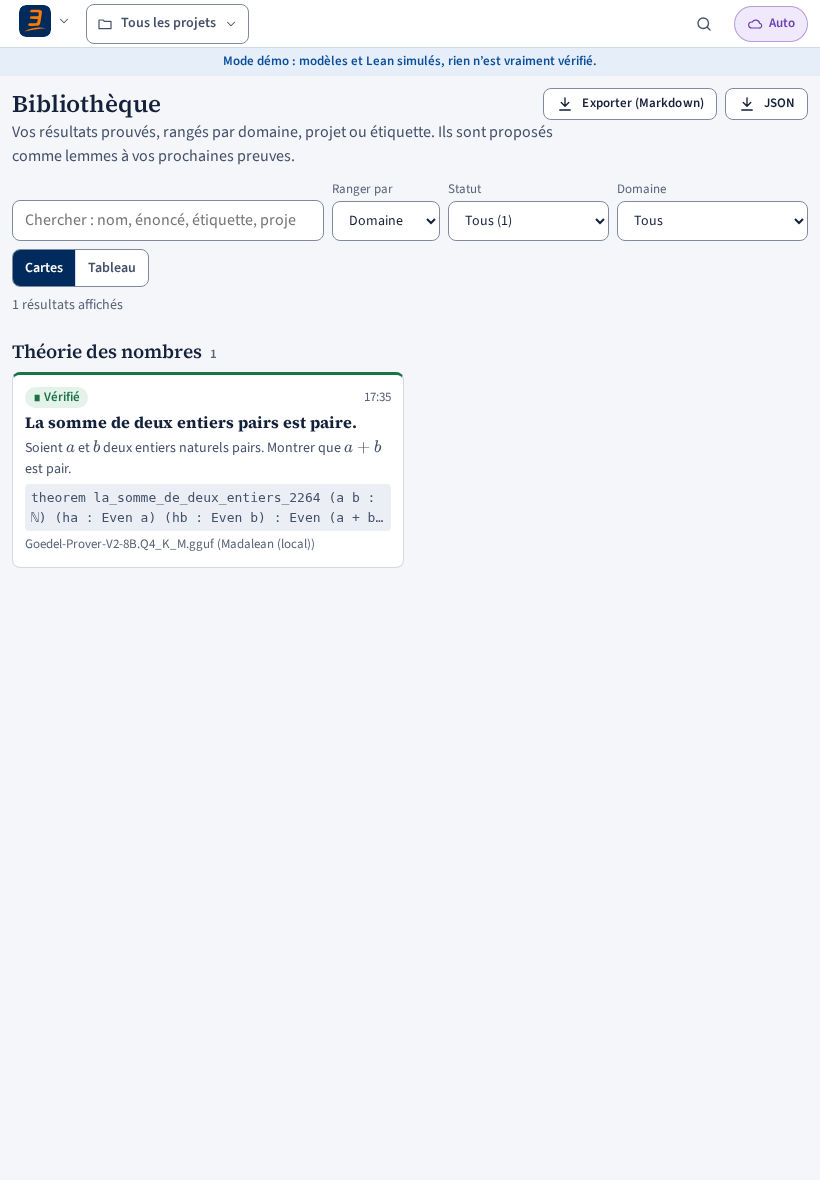 Tous les projets
Auto
Mode démo : modèles et Lean simulés, rien n’est vraiment vérifié.
Bibliothèque
Exporter (Markdown)
JSON
Vos résultats prouvés, rangés par domaine, projet ou étiquette. Ils sont proposés
comme lemmes à vos prochaines preuves.
Ranger par
Statut
Domaine
Chercher : nom, énoncé, étiquette, proje
Domaine
Tous (1)
Tous
Cartes
Tableau
1 résultats affichés
Théorie des nombres 1
Vérifié
17:35
La somme de deux entiers pairs est paire.
Soient a et b deux entiers naturels pairs. Montrer que a + b
est pair.
theorem la_somme_de_deux_entiers_2264 (a b :
ℕ) (ha : Even a) (hb : Even b) : Even (a + b…
Goedel-Prover-V2-8B.Q4_K_M.gguf (Madalean (local))